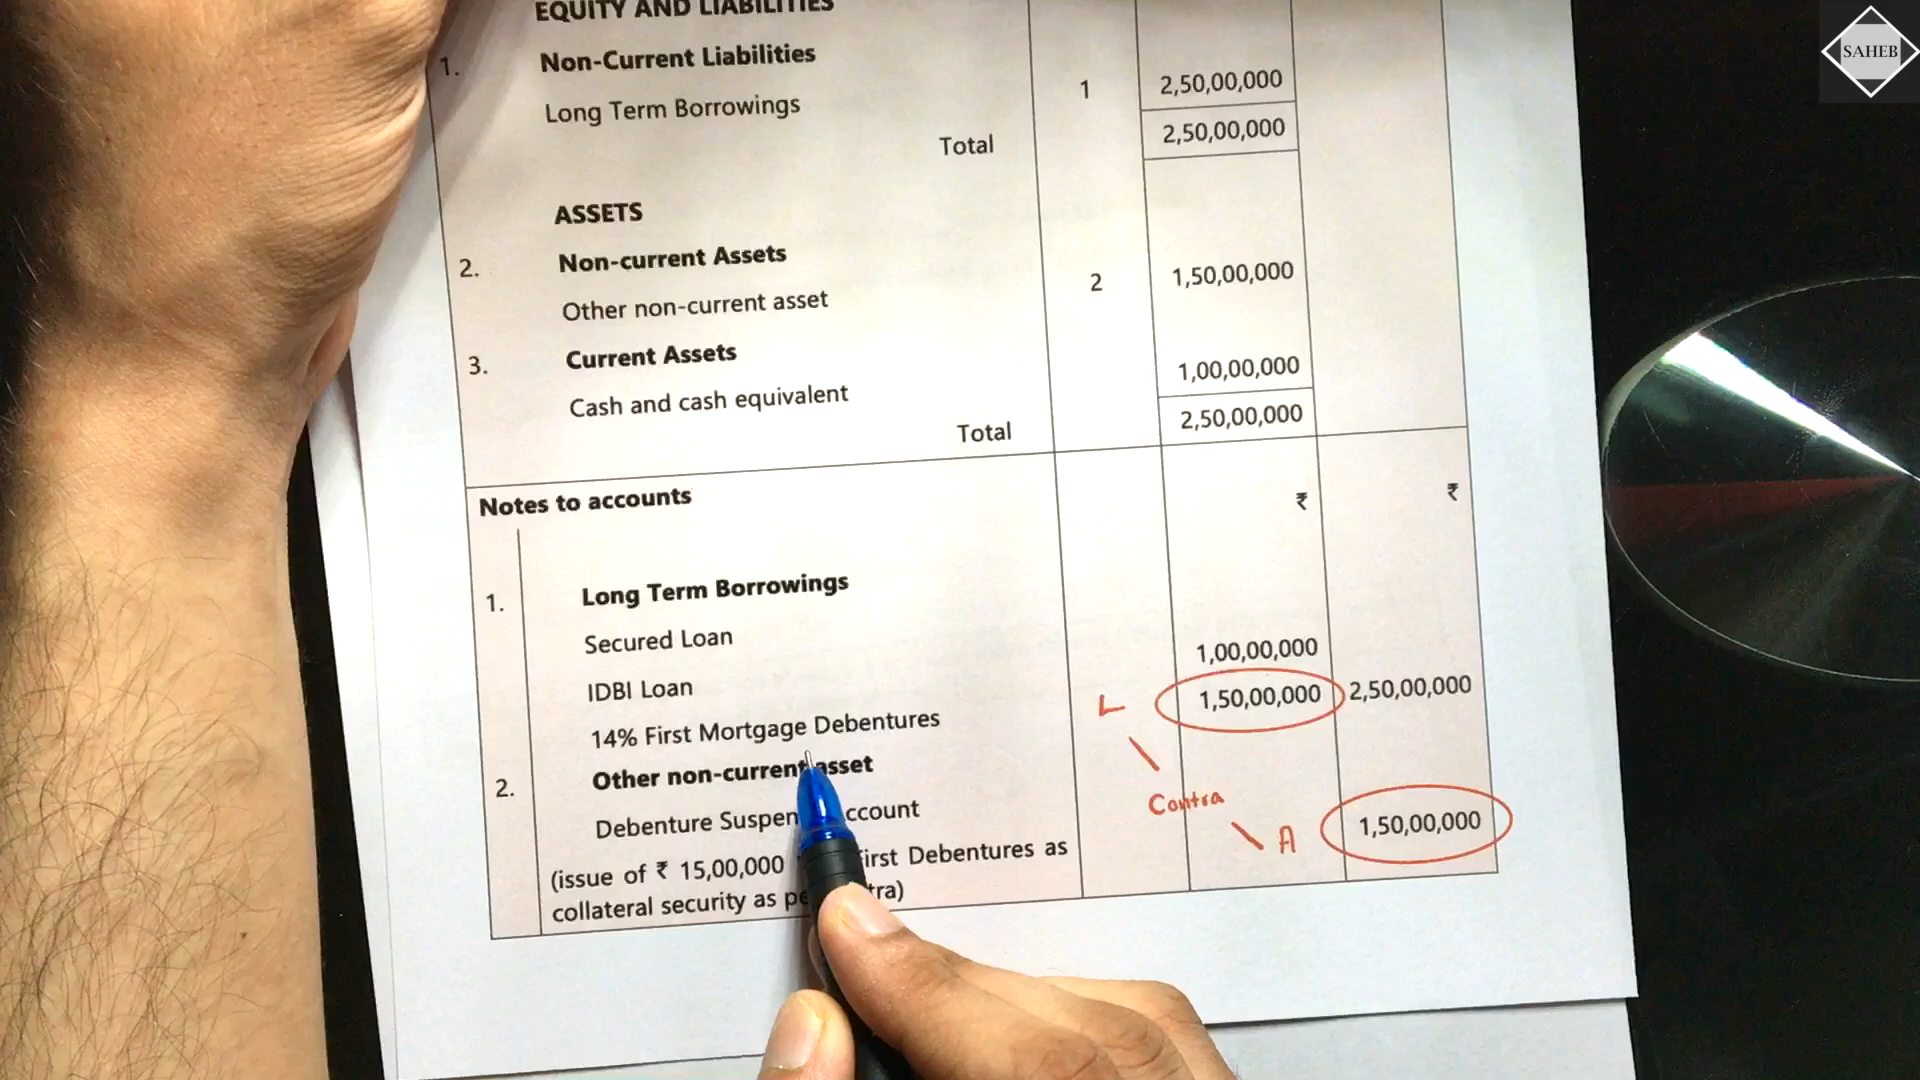 SAHEB
EQUITY AND LIABILITIES
1. Non-Current Liabilities
Long Term Borrowings 1 2,50,00,000
Total 2,50,00,000
ASSETS
2. Non-current Assets
Other non-current asset 2 1,50,00,000
3. Current Assets
Cash and cash equivalent 1,00,00,000
Total 2,50,00,000
Notes to accounts ₹ ₹
1. Long Term Borrowings
Secured Loan
IDBI Loan 1,00,00,000
14% First Mortgage Debentures L 1,50,00,000 2,50,00,000
2. Other non-current asset
Contra
Debenture Suspen ccount A 1,50,00,000
(issue of ₹ 15,00,000 irst Debentures as
collateral security as pe tra)